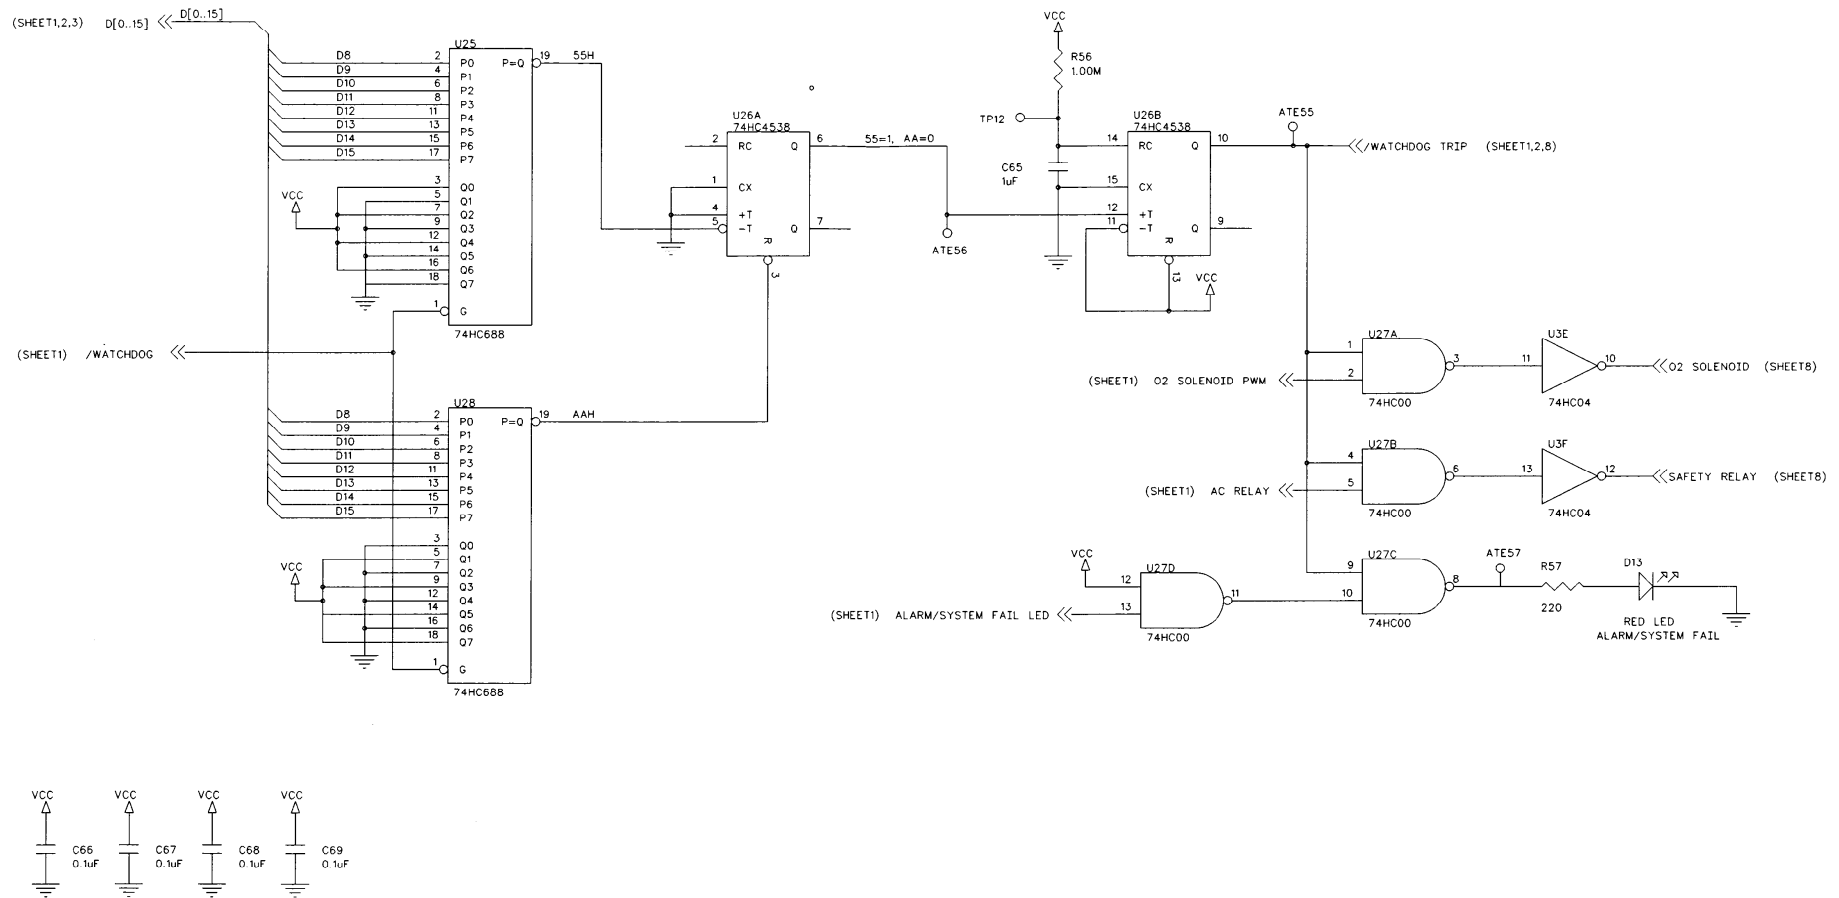 (SHEET1,2,3) D[0..15] D[0..15]
U25
D8 2 P0 P=Q 19 55H
D9 4 P1
D10 6 P2
D11 8 P3
D12 11 P4
D13 13 P5
D14 15 P6
D15 17 P7
VCC
3 Q0
5 Q1
7 Q2
9 Q3
12 Q4
14 Q5
16 Q6
18 Q7
1 G
74HC688
(SHEET1) /WATCHDOG
U28
D8 2 P0 P=Q 19 AAH
D9 4 P1
D10 6 P2
D11 8 P3
D12 11 P4
D13 13 P5
D14 15 P6
D15 17 P7
VCC
3 Q0
5 Q1
7 Q2
9 Q3
12 Q4
14 Q5
16 Q6
18 Q7
1 G
74HC688
U26A
74HC4538
2 RC Q 6 55=1, AA=0
1 CX
4 +T
5 -T Q 7
R
3
ATE56
VCC
R56
1.00M
TP12
C65
1uF
U26B
74HC4538
14 RC Q 10
15 CX
12 +T
11 -T Q 9
R
13
VCC
ATE55
/WATCHDOG TRIP (SHEET1,2,8)
U27A
1
2
3
74HC00
(SHEET1) O2 SOLENOID PWM
U3E
11 10
74HC04
O2 SOLENOID (SHEET8)
U27B
4
5
6
74HC00
(SHEET1) AC RELAY
U3F
13 12
74HC04
SAFETY RELAY (SHEET8)
VCC
U27D
12
13
11
74HC00
(SHEET1) ALARM/SYSTEM FAIL LED
U27C
9
10
8
74HC00
ATE57
R57
220
D13
RED LED
ALARM/SYSTEM FAIL
VCC VCC VCC VCC
C66 C67 C68 C69
0.1uF 0.1uF 0.1uF 0.1uF